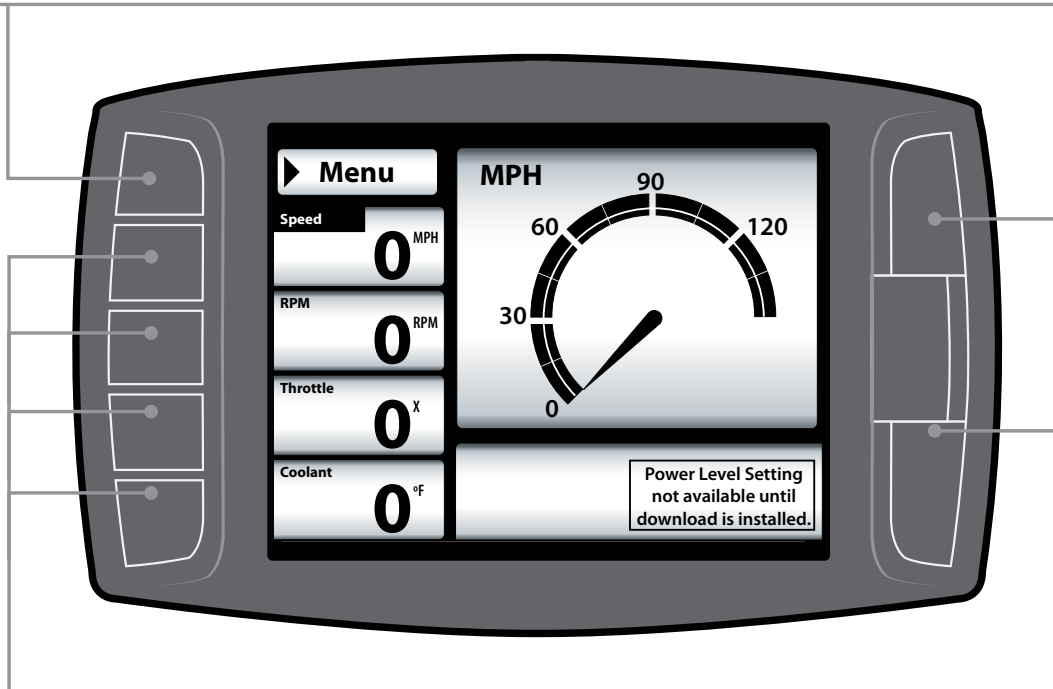 Menu
Speed
0 MPH
RPM
0 RPM
Throttle
0 X
Coolant
0 °F
MPH
90
60
120
30
0
Power Level Setting
not available until
download is installed.